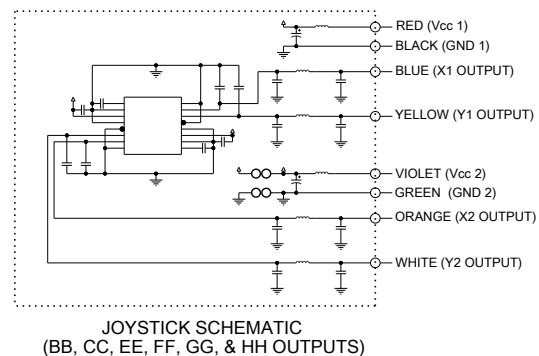 RED (Vcc 1)
BLACK (GND 1)
BLUE (X1 OUTPUT)
YELLOW (Y1 OUTPUT)
VIOLET (Vcc 2)
GREEN (GND 2)
ORANGE (X2 OUTPUT)
WHITE (Y2 OUTPUT)
JOYSTICK SCHEMATIC
(BB, CC, EE, FF, GG, & HH OUTPUTS)